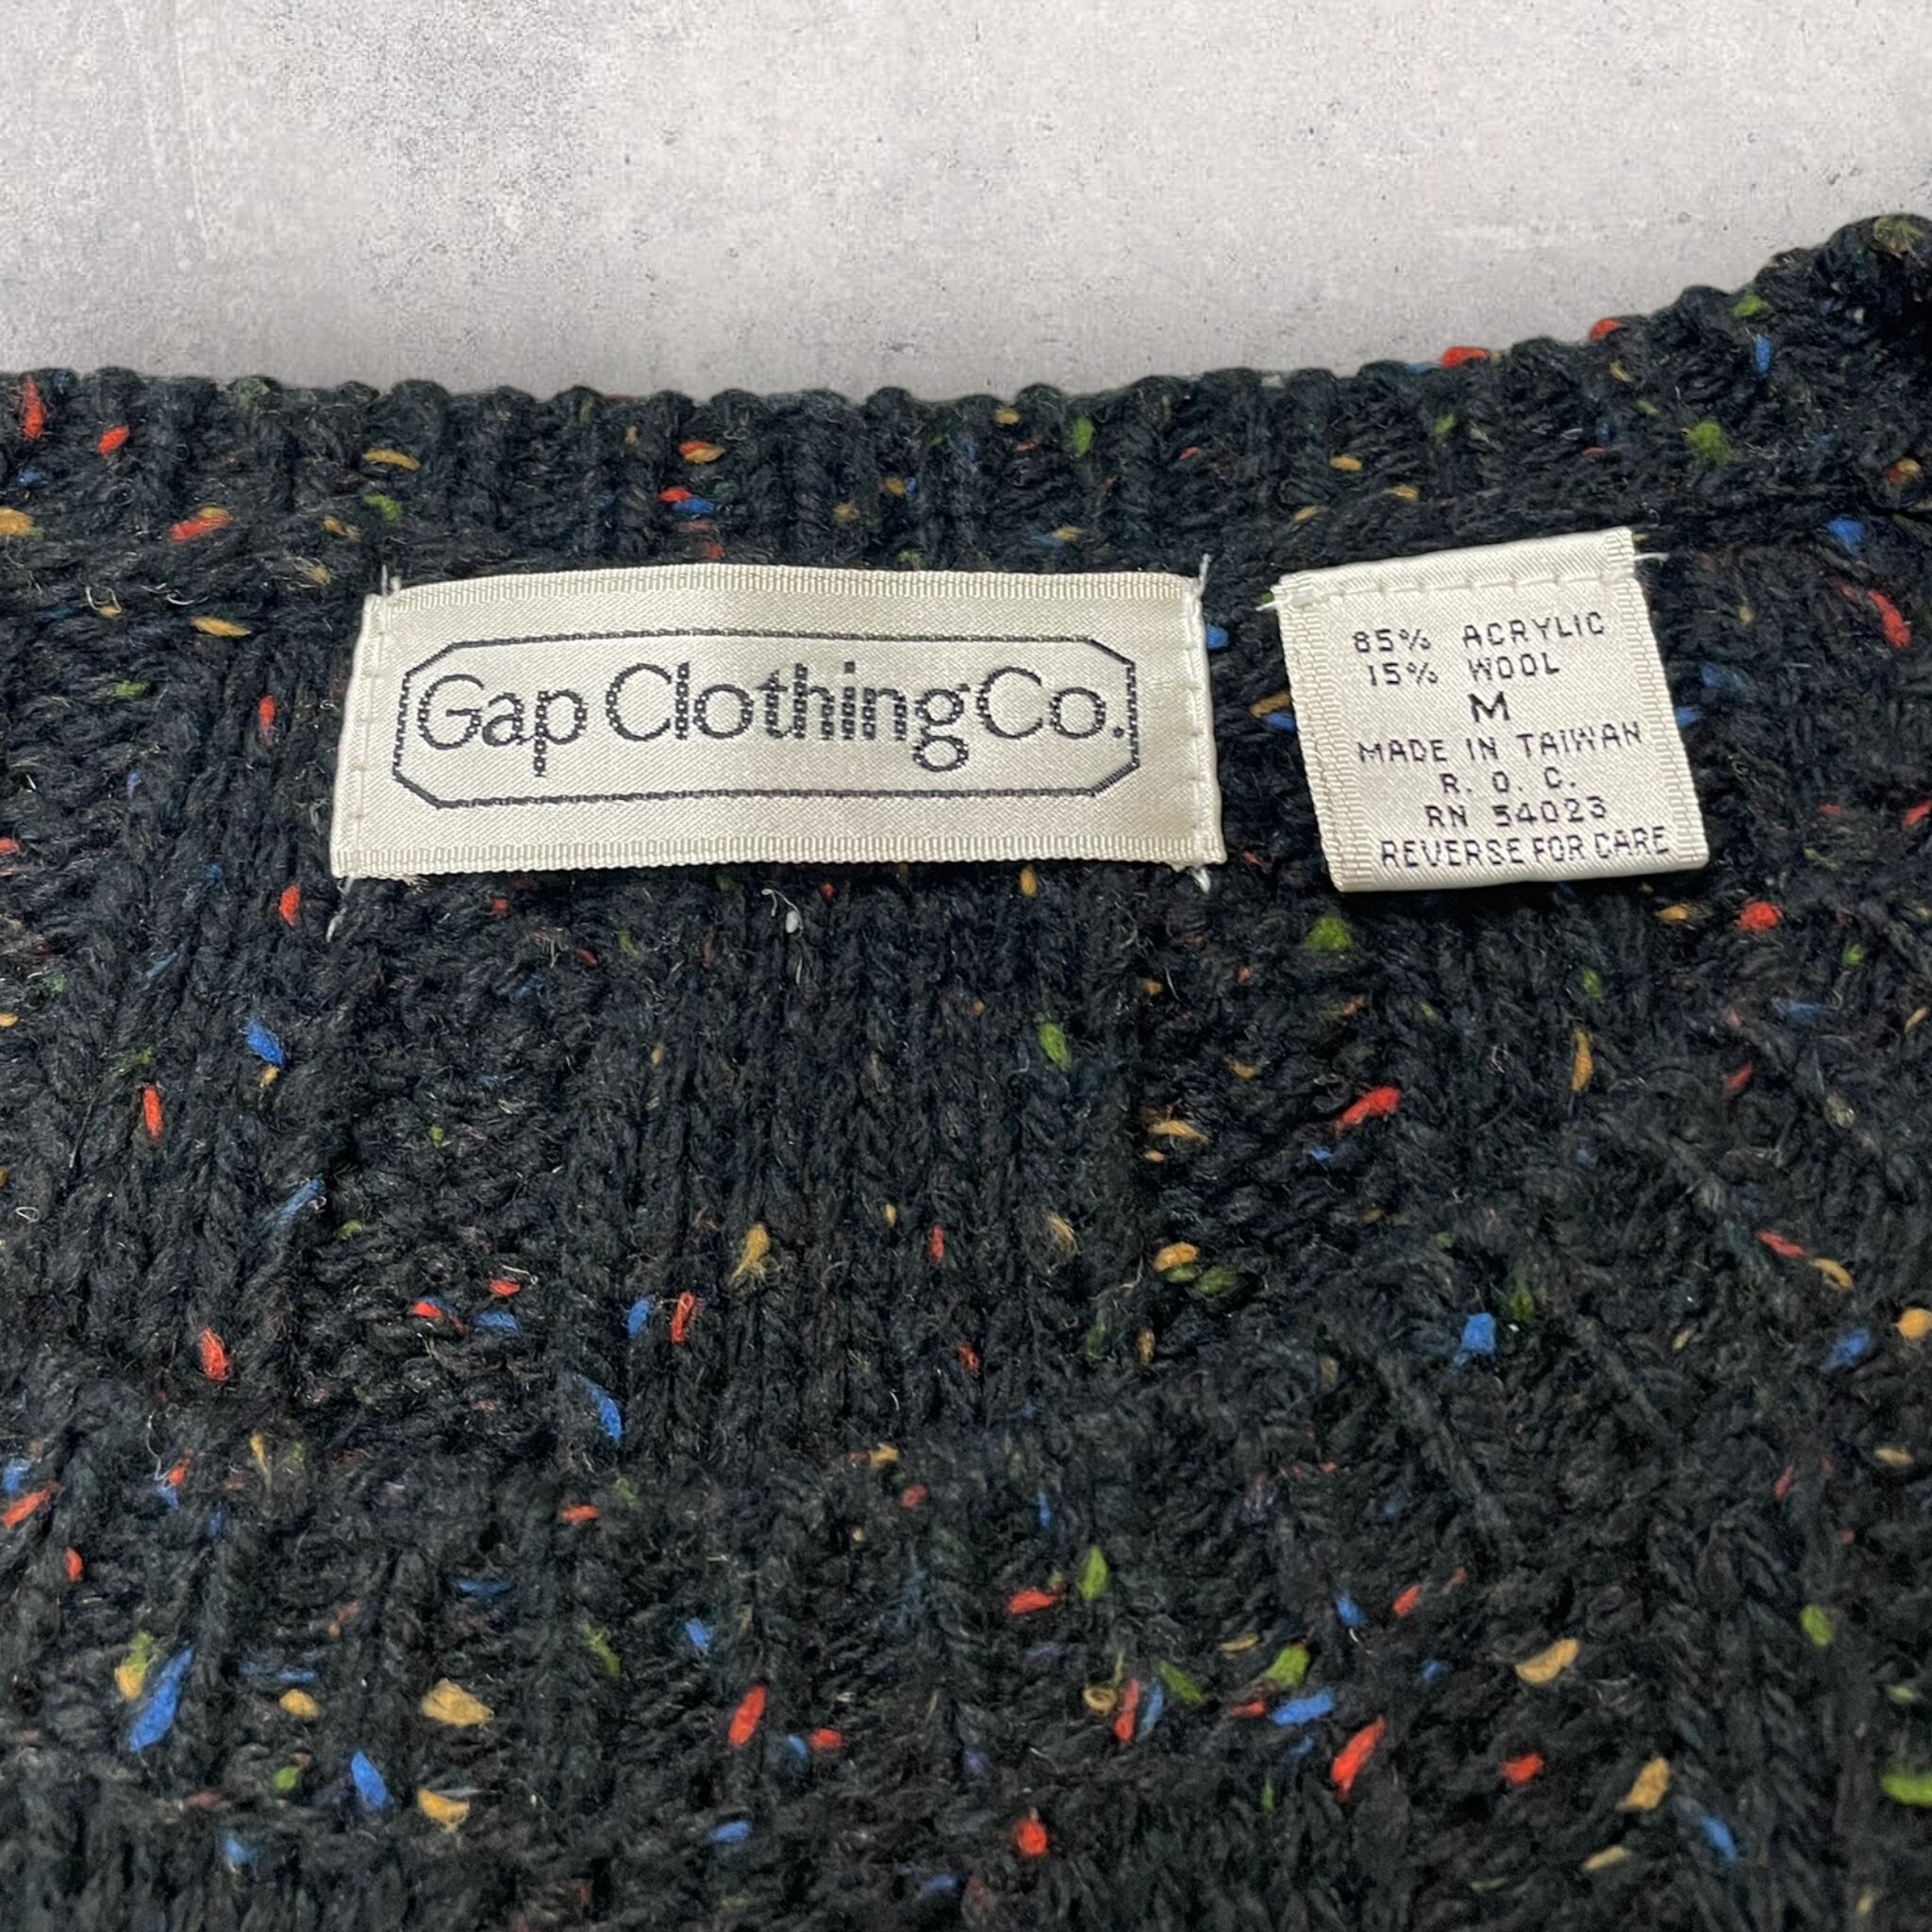 Gap Clothing Co.
85% ACRYLIC
15% WOOL
M
MADE IN TAIWAN
R. O. C.
RN 54023
REVERSE FOR CARE